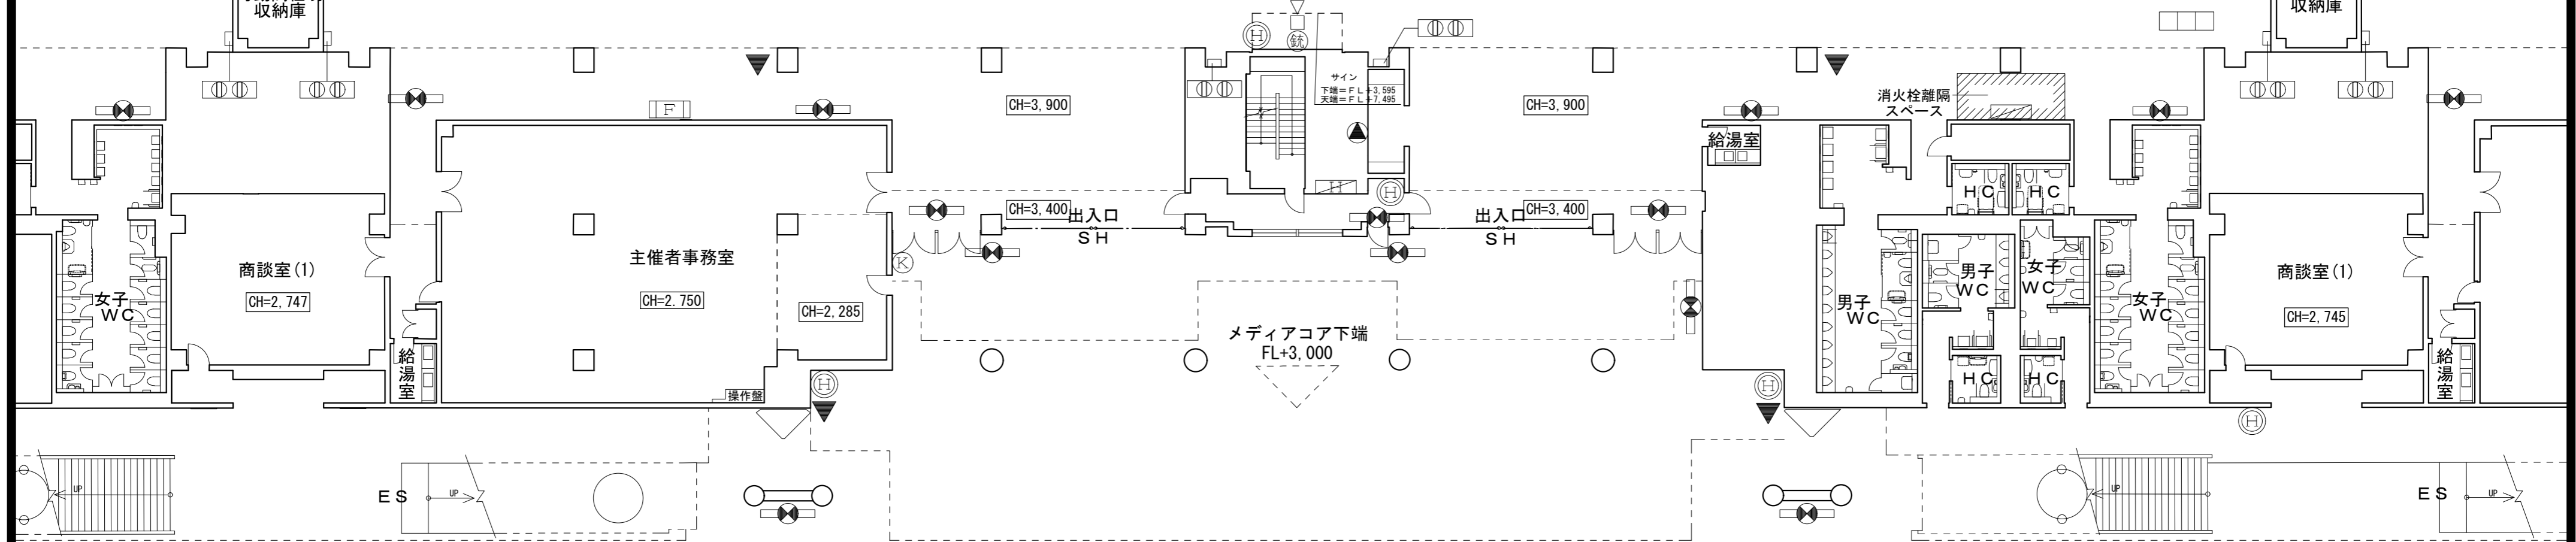 収納庫
収納庫
H
銃
サイン
下端=FL+3,595
天端=FL+7,495
CH=3,900
CH=3,900
F
消火栓離隔
スペース
給湯室
H
H
HC
HC
CH=3,400
出入口
SH
出入口
SH
CH=3,400
K
主催者事務室
CH=2.750
CH=2,285
商談室(1)
CH=2,747
女子
WC
給湯室
操作盤
H
メディアコア下端
FL+3,000
男子
WC
男子
WC
女子
WC
女子
WC
HC
HC
商談室(1)
CH=2,745
給湯室
H
H
UP
ES
UP
UP
ES
UP